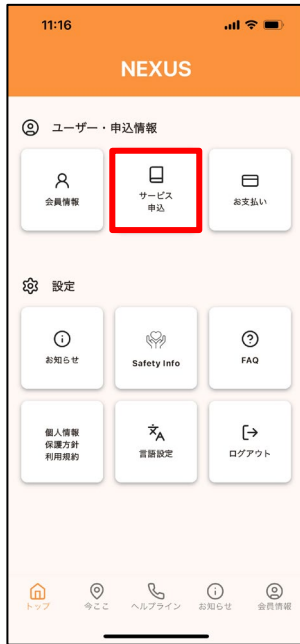 11:16
NEXUS
ユーザー・申込情報
会員情報
サービス
申込
お支払い
設定
お知らせ
Safety Info
FAQ
個人情報
保護方針
利用規約
言語設定
ログアウト
トップ
今ここ
ヘルプライン
お知らせ
会員情報